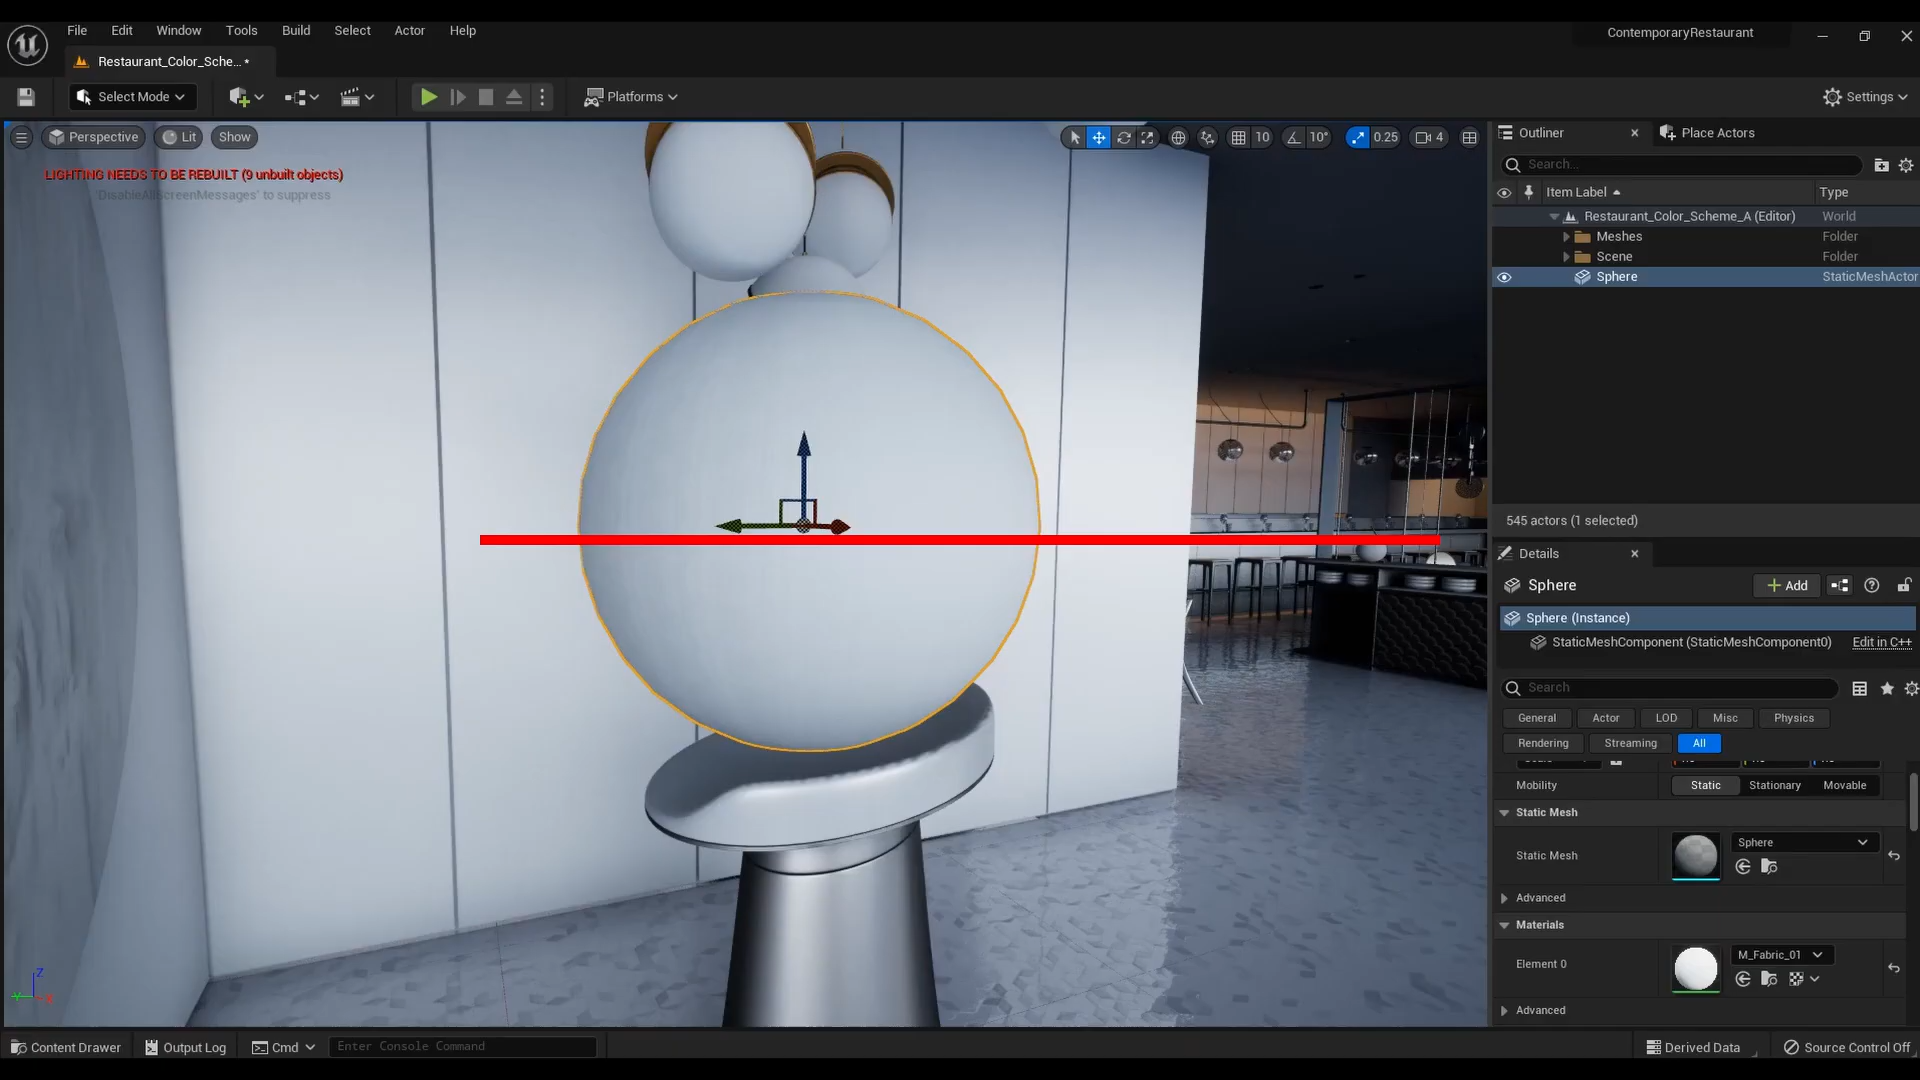 File Edit Window Tools Build Select Actor Help
ContemporaryRestaurant
Restaurant_Color_Sche... •
Select Mode
Platforms
Settings
Perspective Lit Show
10 10° 0.25 4
LIGHTING NEEDS TO BE REBUILT (9 unbuilt objects)
'DisableAllScreenMessages' to suppress
Outliner
Place Actors
Search...
Item Label Type
Restaurant_Color_Scheme_A (Editor) World
Meshes Folder
Scene Folder
Sphere StaticMeshActor
545 actors (1 selected)
Details
Sphere
Add
Sphere (Instance)
StaticMeshComponent (StaticMeshComponent0) Edit in C++
Search
General Actor LOD Misc Physics
Rendering Streaming All
Mobility Static Stationary Movable
Static Mesh
Static Mesh Sphere
Advanced
Materials
Element 0 M_Fabric_01
Advanced
Z
Y X
Content Drawer Output Log Cmd Enter Console Command
Derived Data Source Control Off